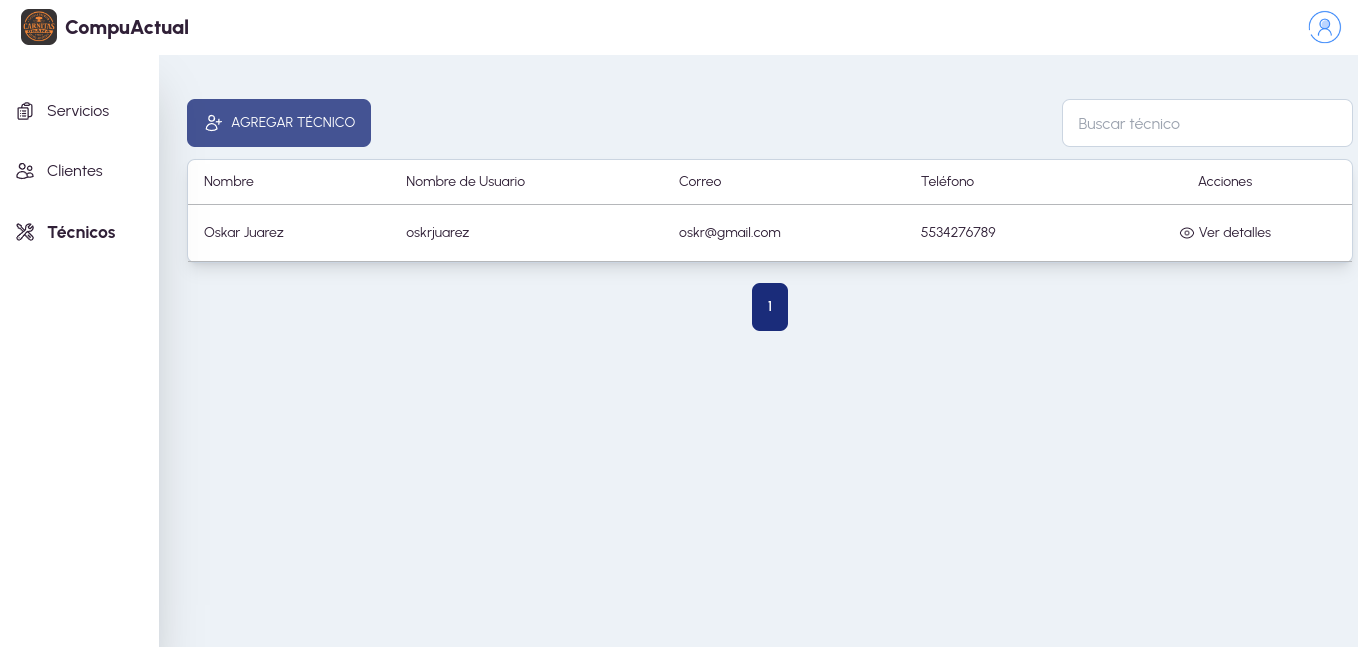 CARNITAS
CompuActual
Servicios
Clientes
Técnicos
AGREGAR TÉCNICO
Buscar técnico
Nombre Nombre de Usuario Correo Teléfono Acciones
Oskar Juarez oskrjuarez oskr@gmail.com 5534276789 Ver detalles
1